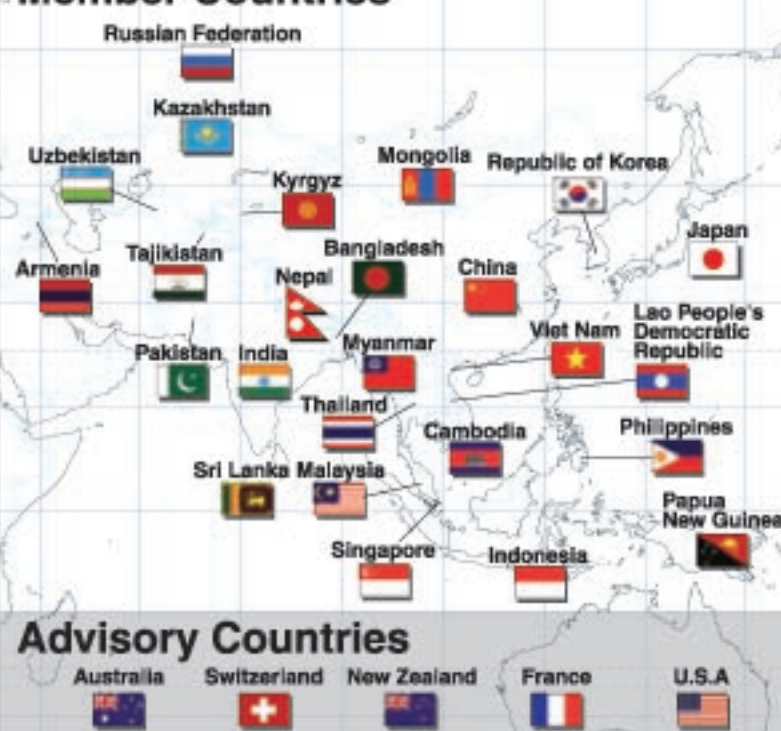 Member Countries
Russian Federation
Kazakhstan
Uzbekistan
Mongolia
Republic of Korea
Kyrgyz
Japan
Armenia
Tajikistan
Bangladesh
Nepal
China
Lao People's
Democratic
Republic
Viet Nam
Pakistan
India
Myanmar
Thailand
Cambodia
Philippines
Sri Lanka
Malaysia
Papua
New Guinea
Singapore
Indonesia
Advisory Countries
Australia
Switzerland
New Zealand
France
U.S.A